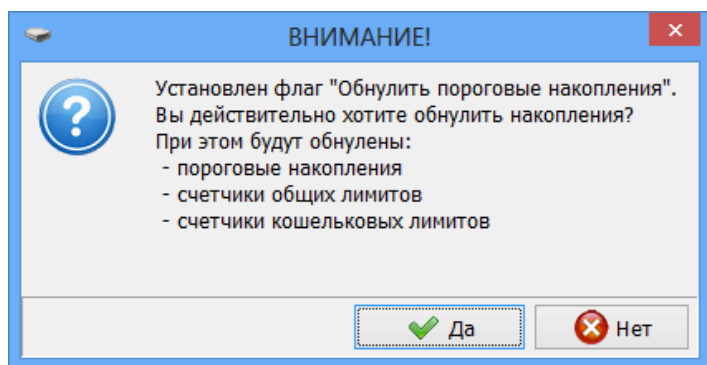 ВНИМАНИЕ!
Установлен флаг "Обнулить пороговые накопления".
Вы действительно хотите обнулить накопления?
При этом будут обнулены:
- пороговые накопления
- счетчики общих лимитов
- счетчики кошельковых лимитов
Да
Нет